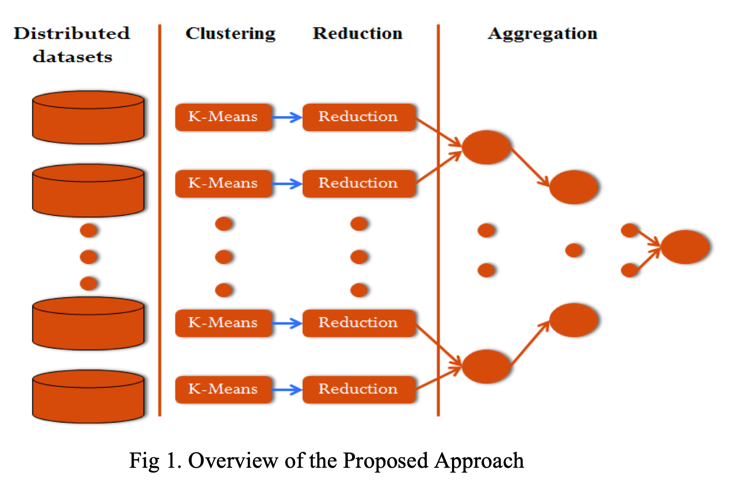 Distributed
datasets
Clustering
Reduction
Aggregation
K-Means
Reduction
K-Means
Reduction
K-Means
Reduction
K-Means
Reduction
Fig 1. Overview of the Proposed Approach